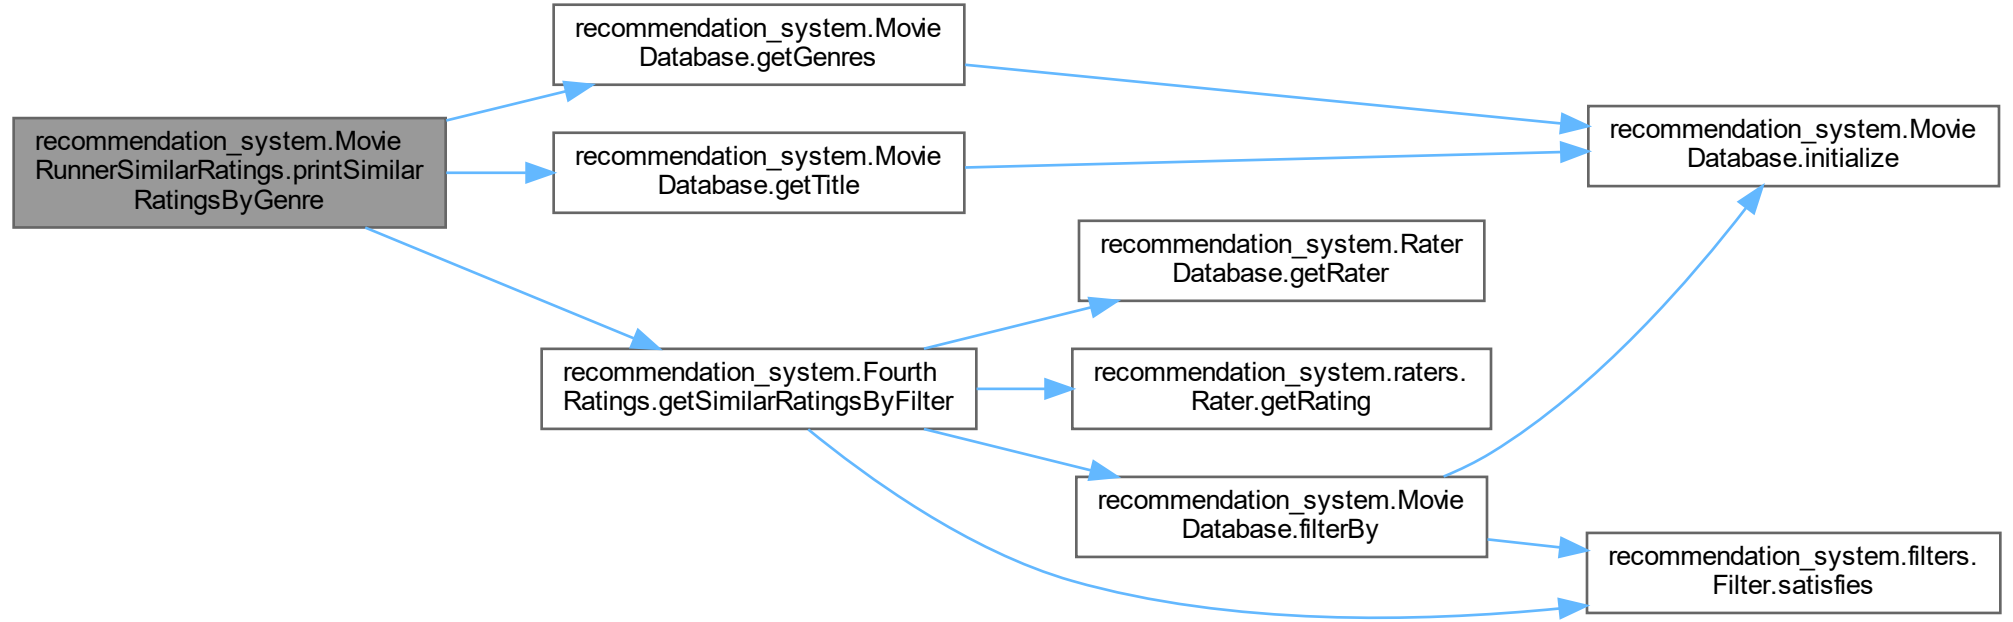 recommendation_system.Movie
RunnerSimilarRatings.printSimilar
RatingsByGenre
recommendation_system.Movie
Database.getGenres
recommendation_system.Movie
Database.getTitle
recommendation_system.Fourth
Ratings.getSimilarRatingsByFilter
recommendation_system.Rater
Database.getRater
recommendation_system.raters.
Rater.getRating
recommendation_system.Movie
Database.filterBy
recommendation_system.Movie
Database.initialize
recommendation_system.filters.
Filter.satisfies